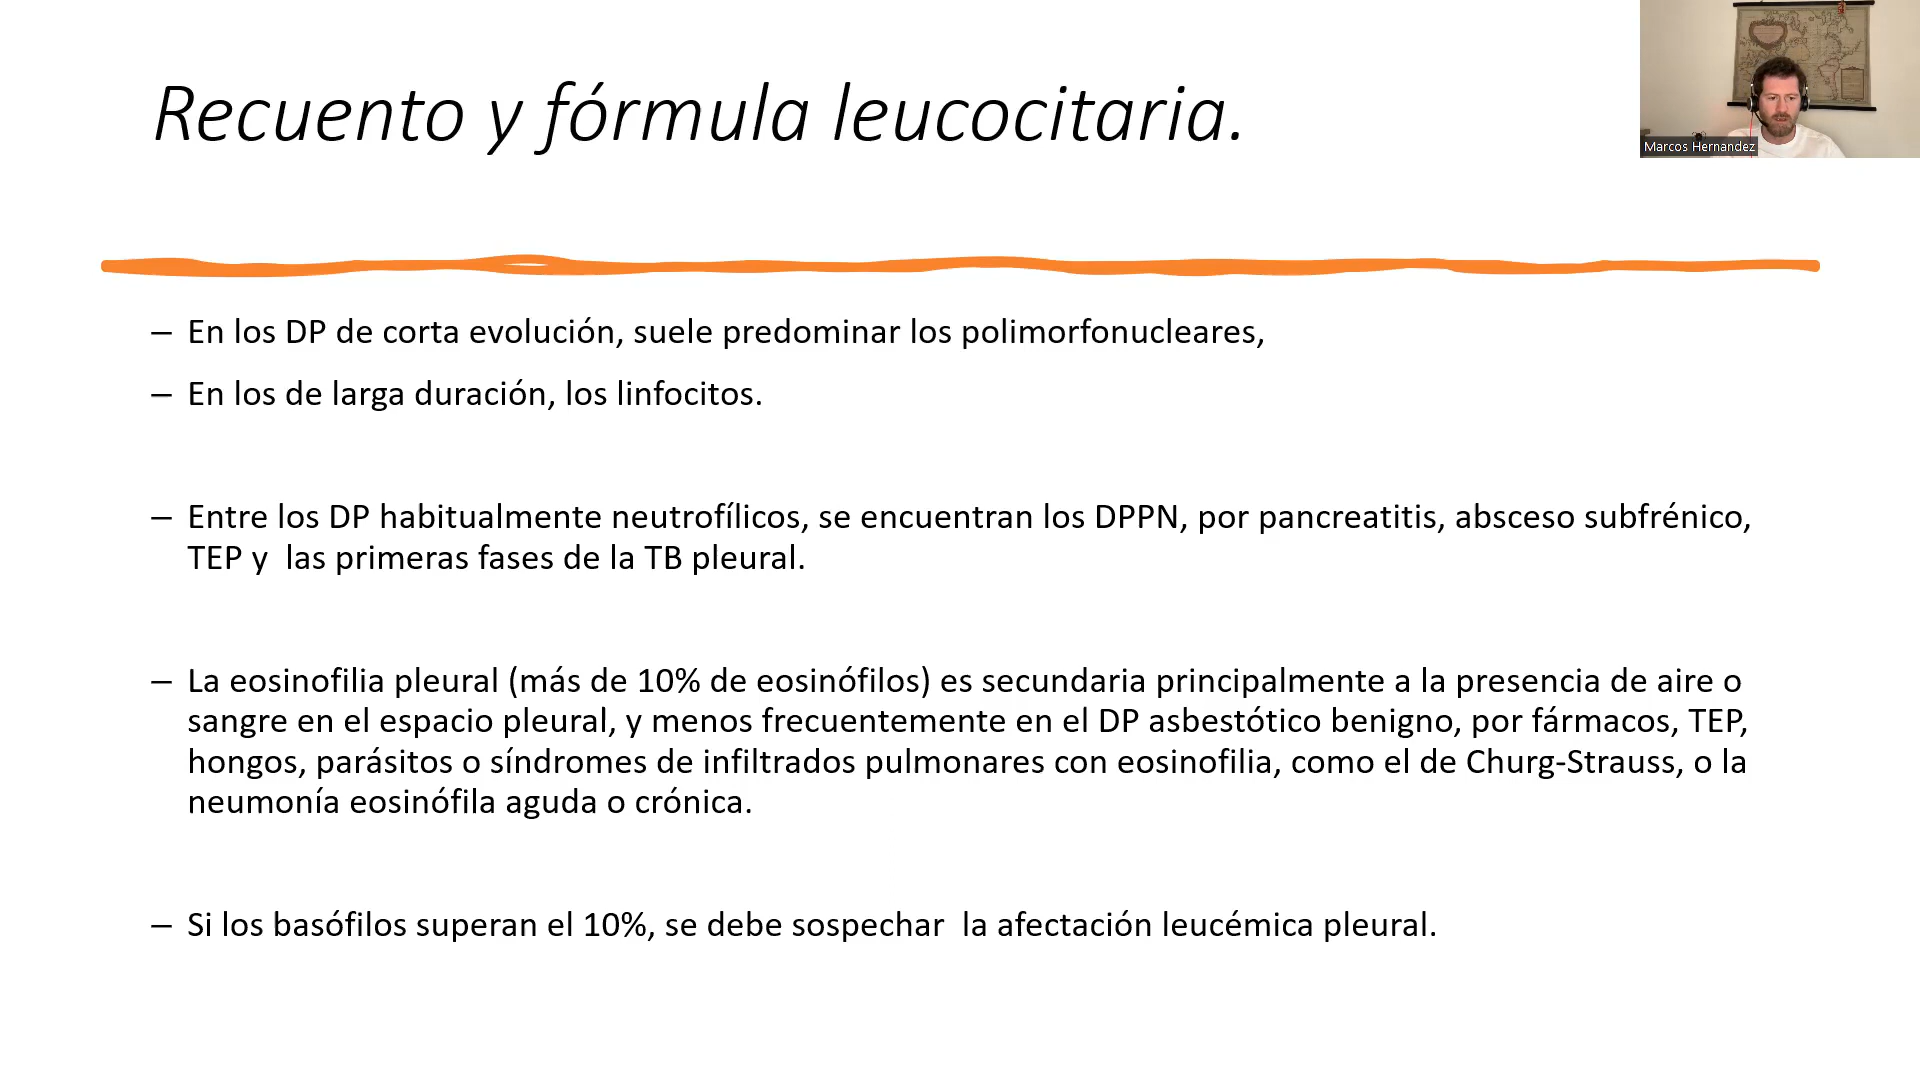 Recuento y fórmula leucocitaria.
Marcos Hernandez
– En los DP de corta evolución, suele predominar los polimorfonucleares,
– En los de larga duración, los linfocitos.
– Entre los DP habitualmente neutrofílicos, se encuentran los DPPN, por pancreatitis, absceso subfrénico,
TEP y  las primeras fases de la TB pleural.
– La eosinofilia pleural (más de 10% de eosinófilos) es secundaria principalmente a la presencia de aire o
sangre en el espacio pleural, y menos frecuentemente en el DP asbestótico benigno, por fármacos, TEP,
hongos, parásitos o síndromes de infiltrados pulmonares con eosinofilia, como el de Churg-Strauss, o la
neumonía eosinófila aguda o crónica.
– Si los basófilos superan el 10%, se debe sospechar  la afectación leucémica pleural.